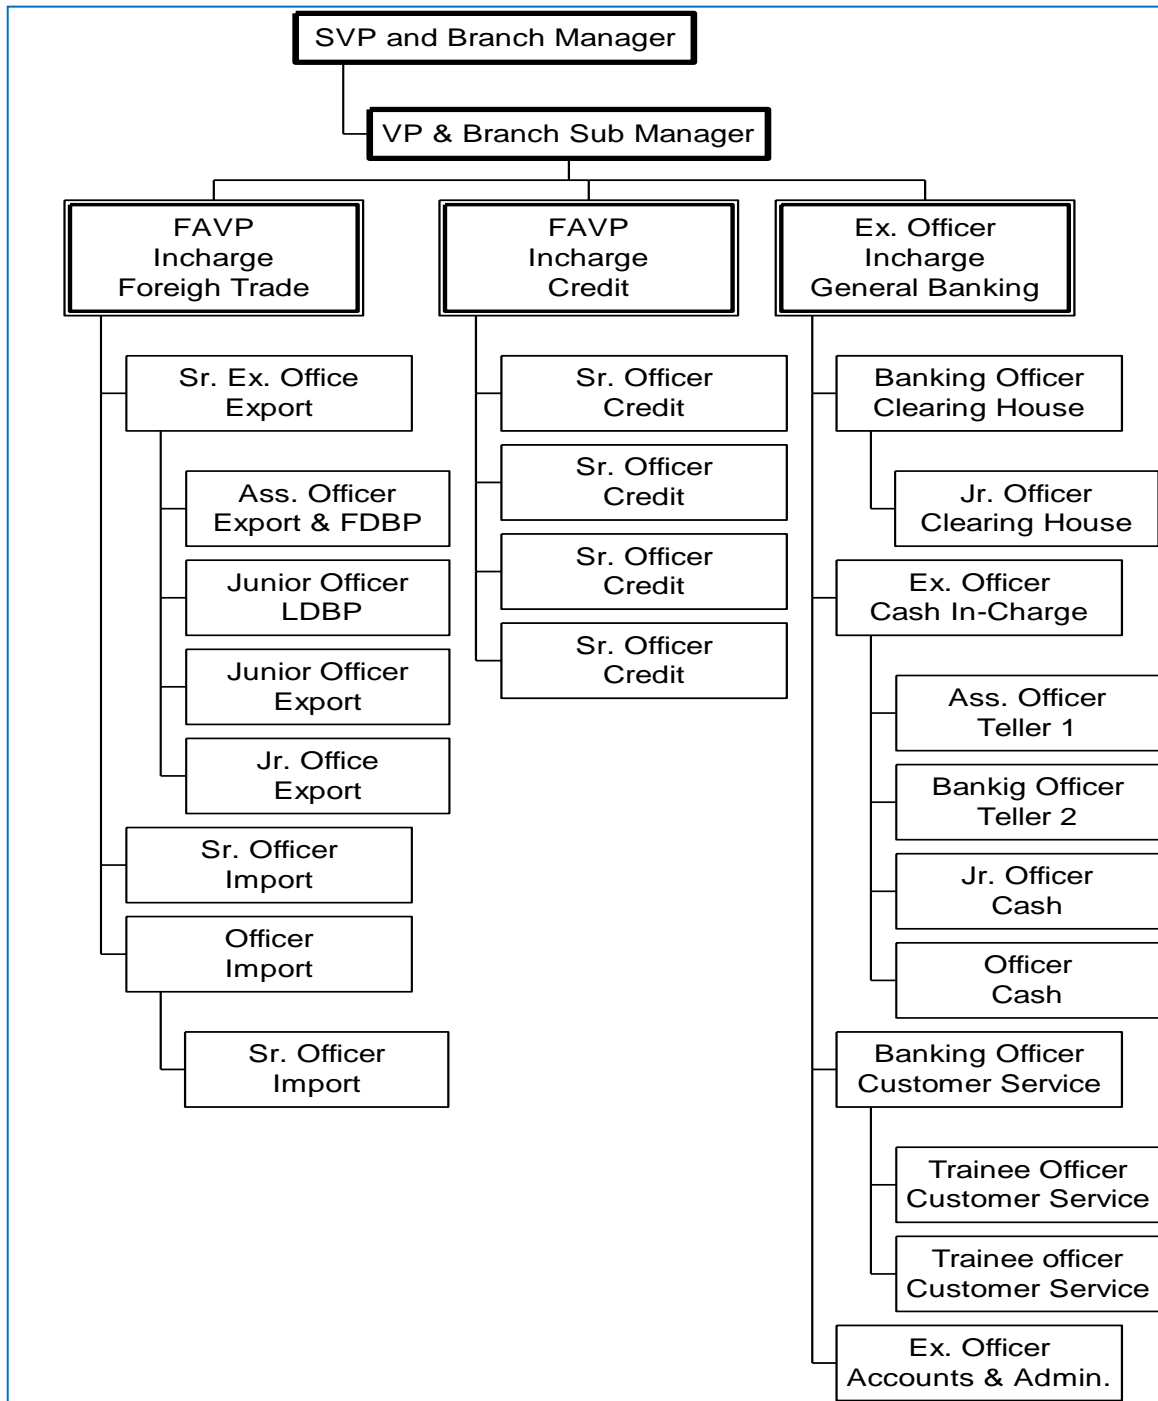 SVP and Branch Manager
VP & Branch Sub Manager
FAVP
Incharge
Foreigh Trade
Sr. Ex. Office
Export
Ass. Officer
Export & FDBP
Junior Officer
LDBP
Junior Officer
Export
Jr. Office
Export
Sr. Officer
Import
Officer
Import
Sr. Officer
Import
FAVP
Incharge
Credit
Sr. Officer
Credit
Sr. Officer
Credit
Sr. Officer
Credit
Sr. Officer
Credit
Ex. Officer
Incharge
General Banking
Banking Officer
Clearing House
Jr. Officer
Clearing House
Ex. Officer
Cash In-Charge
Ass. Officer
Teller 1
Bankig Officer
Teller 2
Jr. Officer
Cash
Officer
Cash
Banking Officer
Customer Service
Trainee Officer
Customer Service
Trainee officer
Customer Service
Ex. Officer
Accounts & Admin.